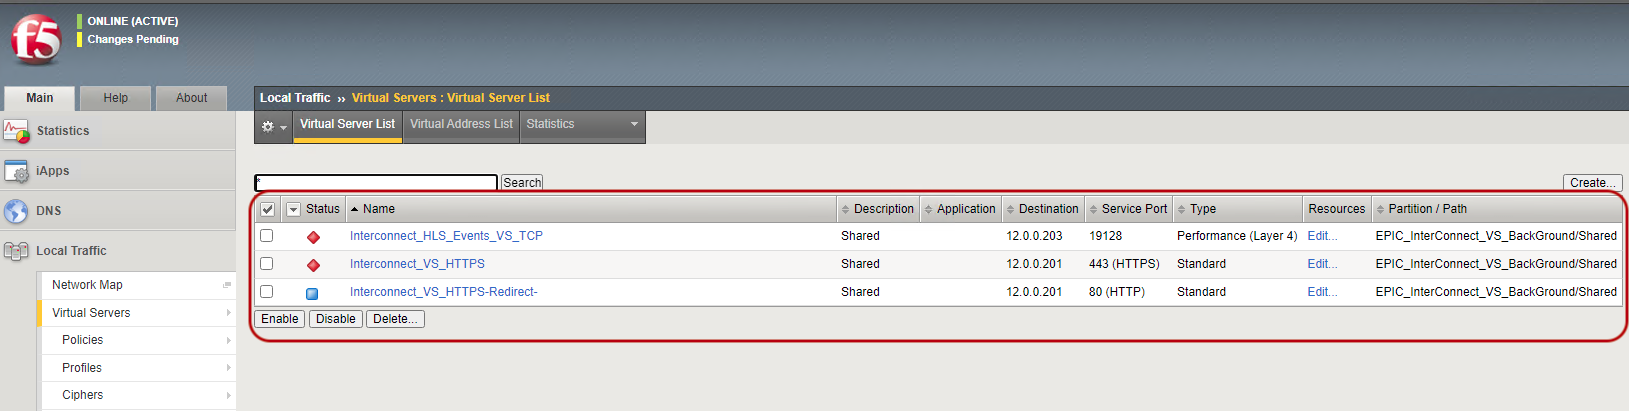 f5
ONLINE (ACTIVE)
Changes Pending
Main
Help
About
Statistics
iApps
DNS
Local Traffic
Network Map
Virtual Servers
Policies
Profiles
Ciphers
Local Traffic ›› Virtual Servers : Virtual Server List
Virtual Server List Virtual Address List Statistics
* Search Create...
Status Name Description Application Destination Service Port Type Resources Partition / Path
Interconnect_HLS_Events_VS_TCP Shared 12.0.0.203 19128 Performance (Layer 4) Edit... EPIC_InterConnect_VS_BackGround/Shared
Interconnect_VS_HTTPS Shared 12.0.0.201 443 (HTTPS) Standard Edit... EPIC_InterConnect_VS_BackGround/Shared
Interconnect_VS_HTTPS-Redirect- Shared 12.0.0.201 80 (HTTP) Standard Edit... EPIC_InterConnect_VS_BackGround/Shared
Enable Disable Delete...